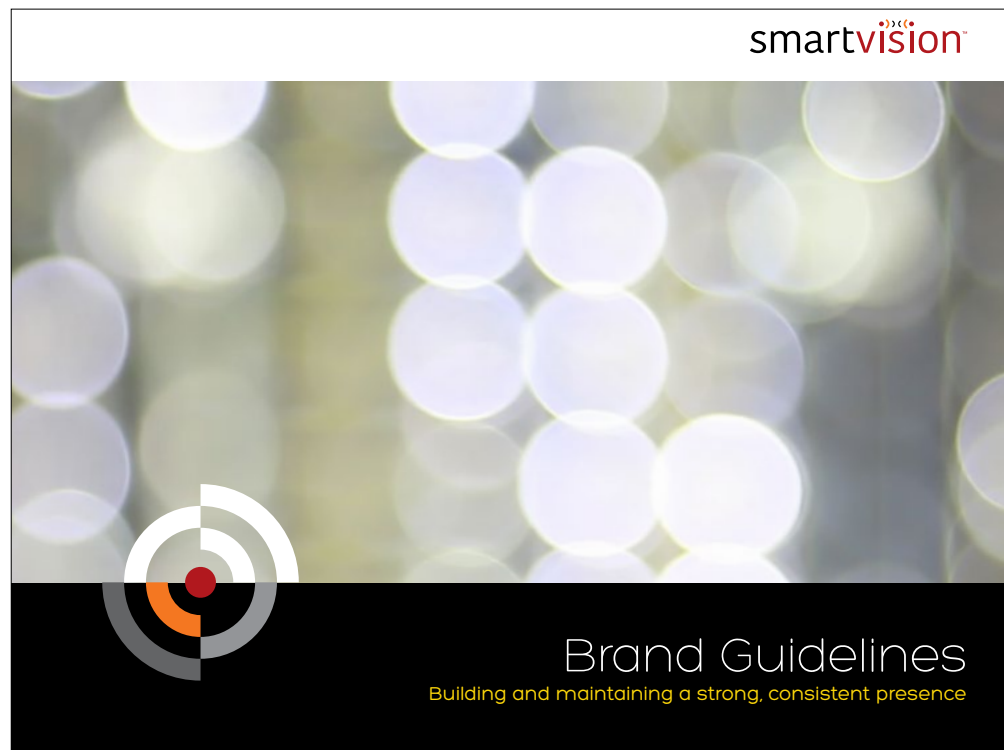 smartvision™
Brand Guidelines
Building and maintaining a strong, consistent presence